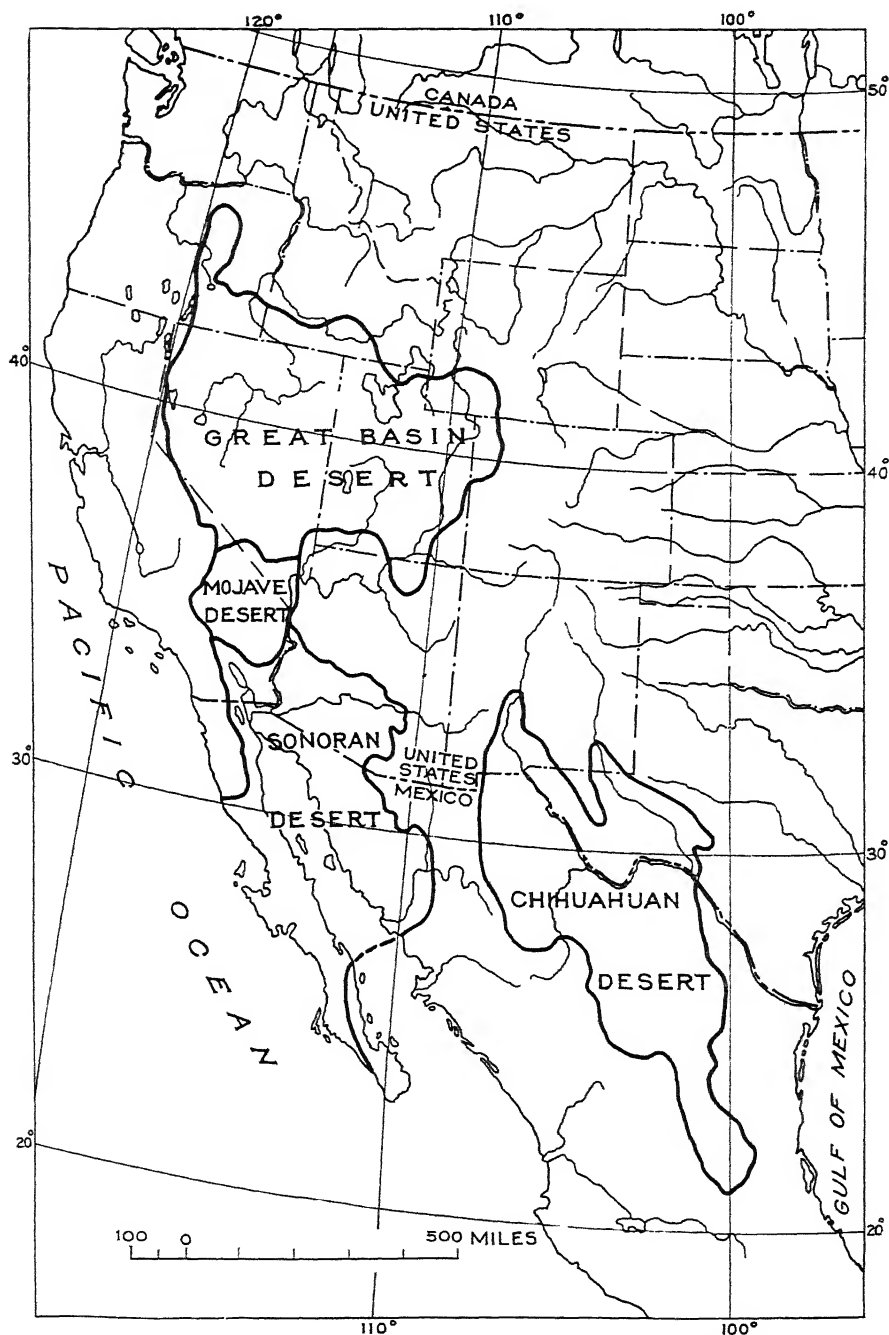 120° 110° 100°
50°
CANADA
UNITED STATES
40°
GREAT BASIN
DESERT
40°
MOJAVE
DESERT
PACIFIC
OCEAN
30°
SONORAN
DESERT
UNITED
STATES
MEXICO
30°
CHIHUAHUAN
DESERT
GULF OF MEXICO
20°
20°
100 0 500 MILES
110° 100°